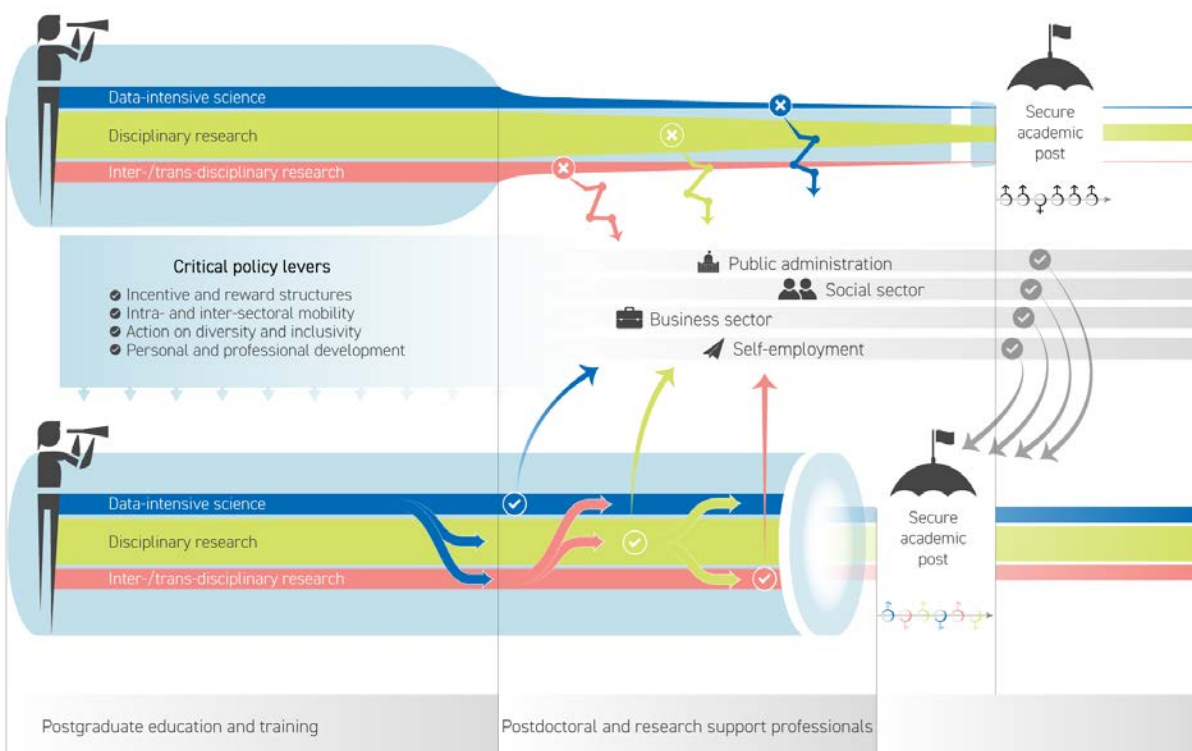 Data-intensive science
Disciplinary research
Inter-/trans-disciplinary research
Secure
academic
post
Critical policy levers
Incentive and reward structures
Intra- and inter-sectoral mobility
Action on diversity and inclusivity
Personal and professional development
Public administration
Social sector
Business sector
Self-employment
Data-intensive science
Disciplinary research
Inter-/trans-disciplinary research
Secure
academic
post
Postgraduate education and training
Postdoctoral and research support professionals